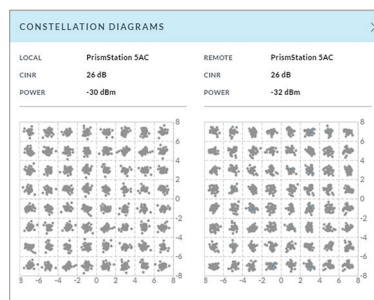 CONSTELLATION DIAGRAMS
LOCAL PrismStation 5AC
CINR 26 dB
POWER -30 dBm
REMOTE PrismStation 5AC
CINR 26 dB
POWER -32 dBm
8
6
4
2
0
-2
-4
-6
-8
8 -6 -4 -2 0 2 4 6 8
8
6
4
2
0
-2
-4
-6
-8
8 -6 -4 -2 0 2 4 6 8